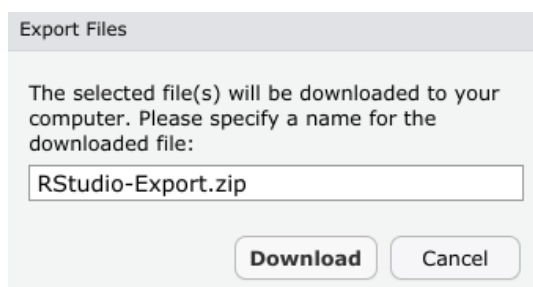 Export Files
The selected file(s) will be downloaded to your
computer. Please specify a name for the
downloaded file:
RStudio-Export.zip
Download Cancel